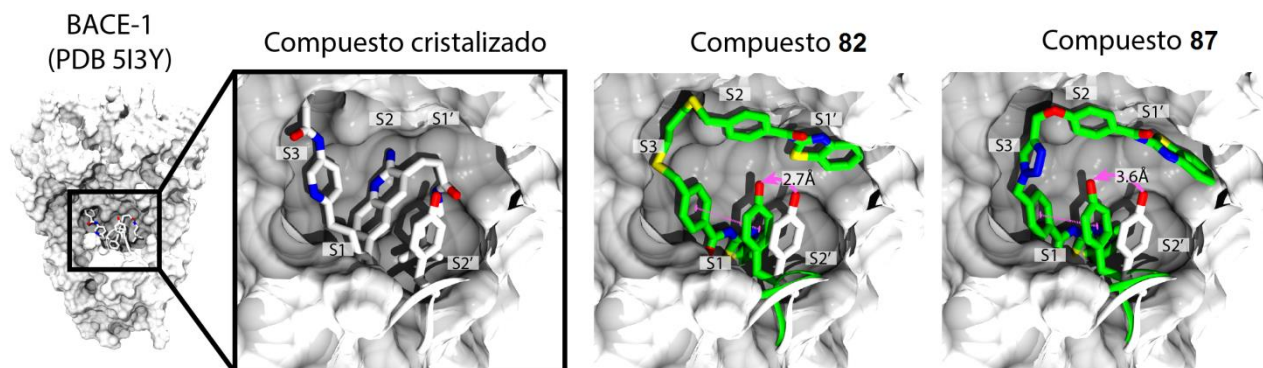 BACE-1
(PDB 5I3Y)
Compuesto cristalizado
S2
S1'
S3
S1
S2'
Compuesto 82
S2
S1'
S3
2.7Å
S1
S2'
Compuesto 87
S2
S1'
S3
3.6Å
S1
S2'